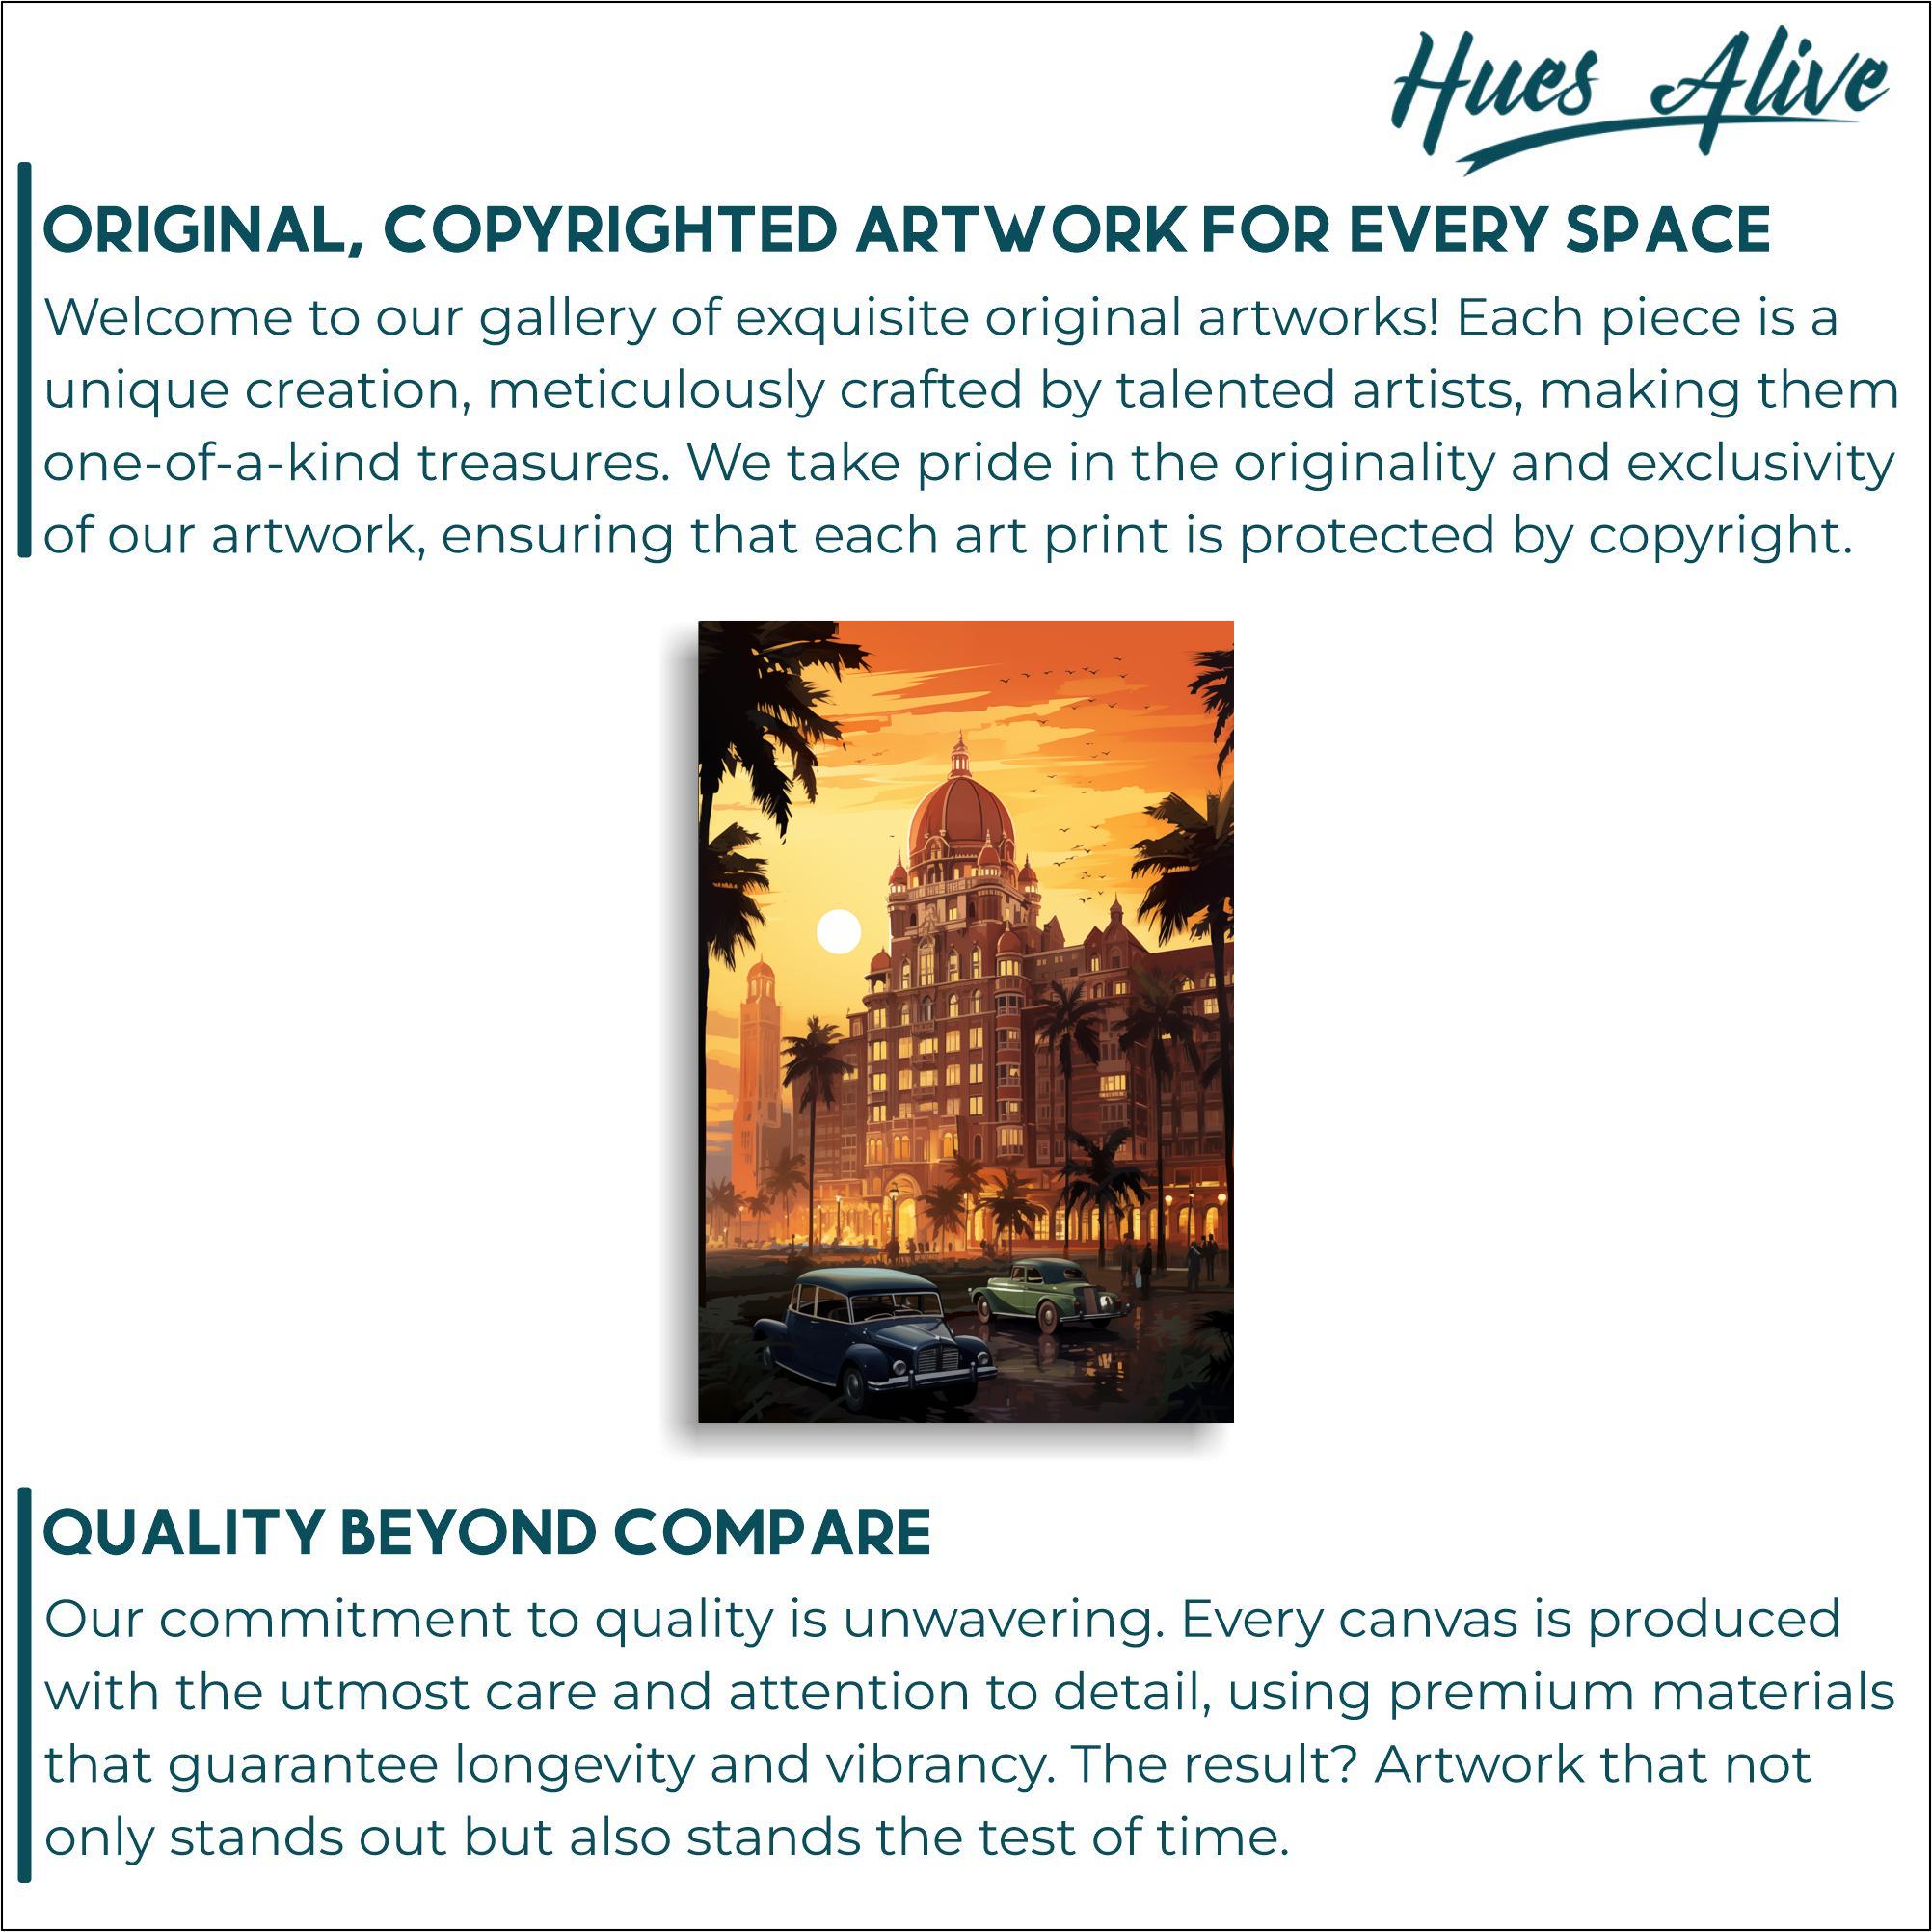 Hues Alive
ORIGINAL, COPYRIGHTED ARTWORK FOR EVERY SPACE
Welcome to our gallery of exquisite original artworks! Each piece is a
unique creation, meticulously crafted by talented artists, making them
one-of-a-kind treasures. We take pride in the originality and exclusivity
of our artwork, ensuring that each art print is protected by copyright.
QUALITY BEYOND COMPARE
Our commitment to quality is unwavering. Every canvas is produced
with the utmost care and attention to detail, using premium materials
that guarantee longevity and vibrancy. The result? Artwork that not
only stands out but also stands the test of time.